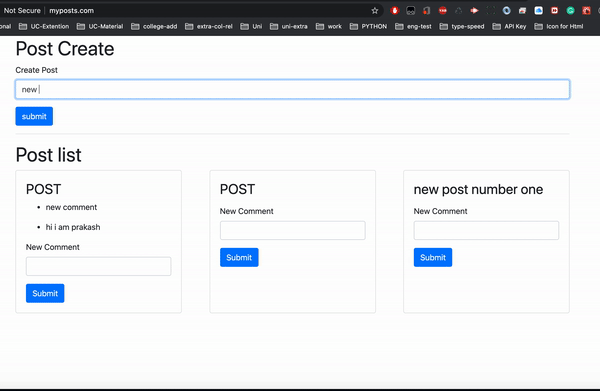 Not Secure | myposts.com
onal UC-Extention UC-Material college-add extra-col-rel Uni uni-extra work PYTHON eng-test type-speed API Key Icon for Html
Post Create
Create Post
new
submit
Post list
POST
new comment
hi i am prakash
New Comment
Submit
POST
New Comment
Submit
new post number one
New Comment
Submit